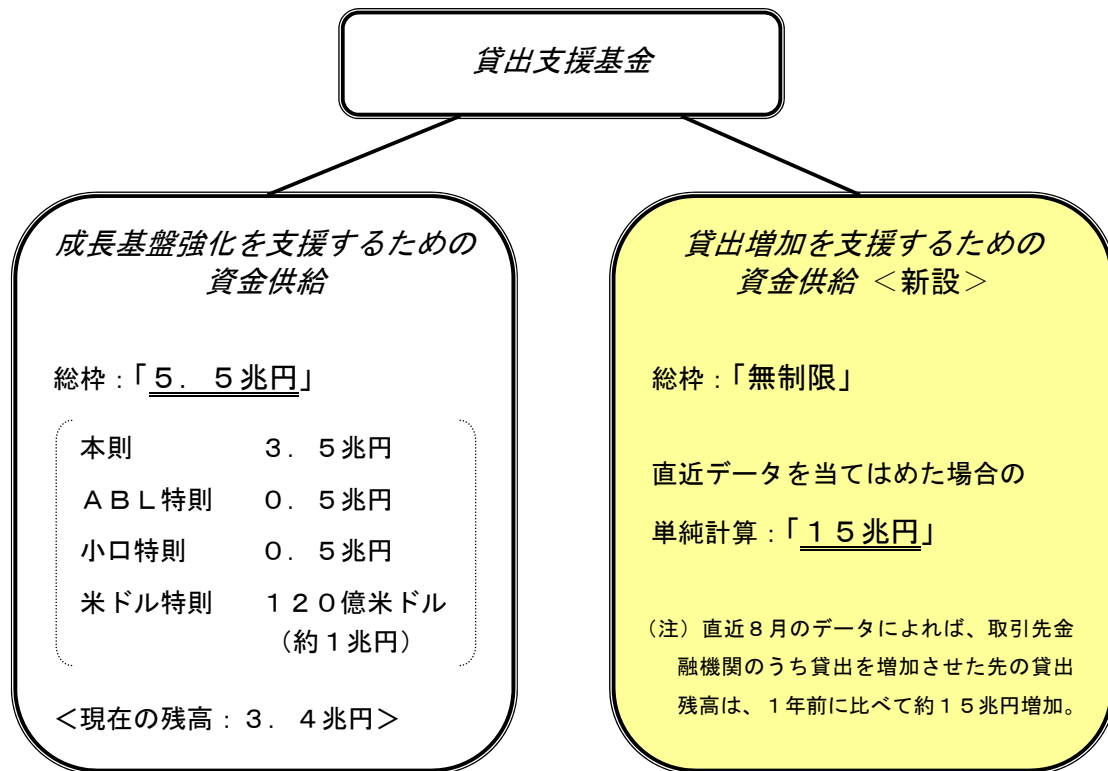 貸出支援基金
成長基盤強化を支援するための
資金供給
総枠：「５．５兆円」
本則 ３．５兆円
ＡＢＬ特則 ０．５兆円
小口特則 ０．５兆円
米ドル特則 １２０億米ドル
（約１兆円）
＜現在の残高：３．４兆円＞
貸出増加を支援するための
資金供給 ＜新設＞
総枠：「無制限」
直近データを当てはめた場合の
単純計算：「１５兆円」
（注）直近８月のデータによれば、取引先金
融機関のうち貸出を増加させた先の貸出
残高は、１年前に比べて約１５兆円増加。